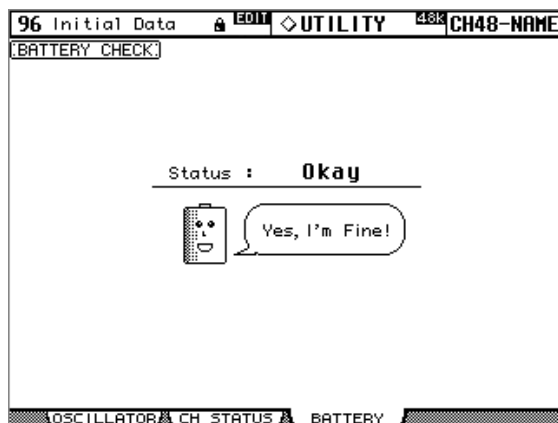 96 Initial Data EDIT ◇UTILITY 48K CH48-NAME
BATTERY CHECK
Status : Okay
Yes, I'm Fine!
OSCILLATOR CH STATUS BATTERY